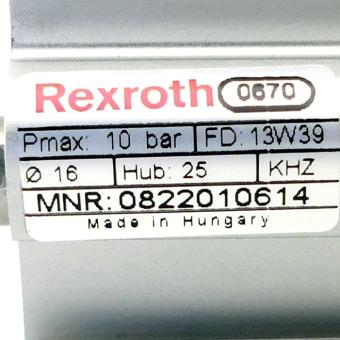 Rexroth 0670
Pmax: 10 bar FD: 13W39
Ø 16 Hub: 25 KHZ
MNR: 0822010614
Made in Hungary